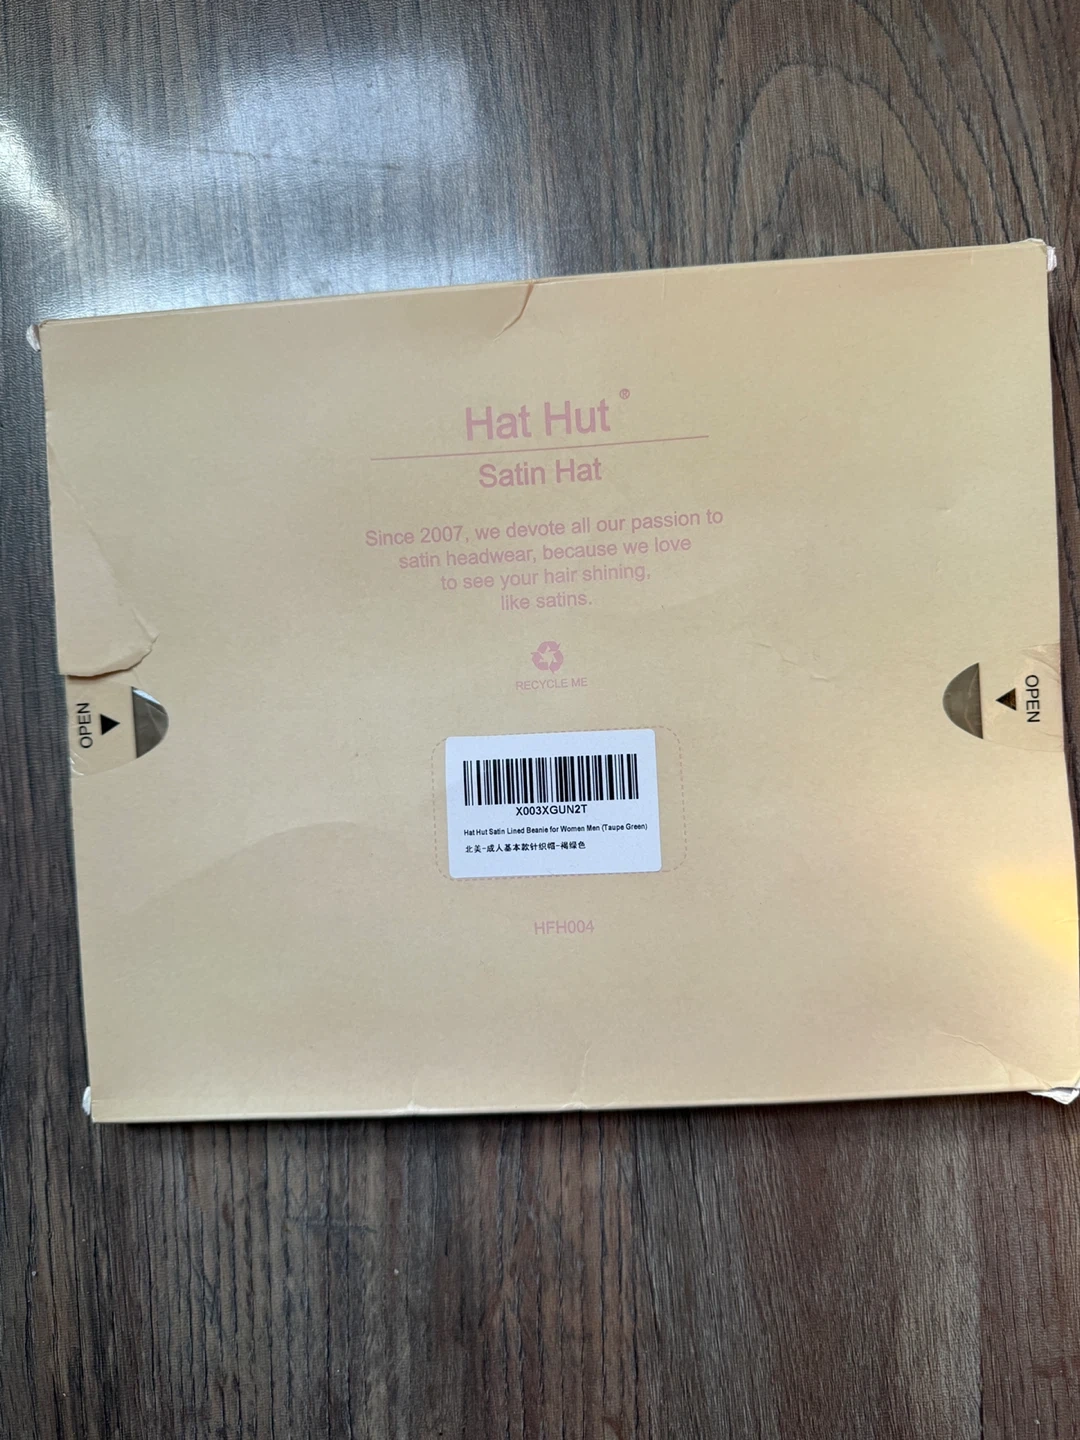 Hat Hut ®
Satin Hat
Since 2007, we devote all our passion to
satin headwear, because we love
to see your hair shining,
like satins.
RECYCLE ME
OPEN
OPEN
X003XGUN2T
Hat Hut Satin Lined Beanie for Women Men (Taupe Green)
北美-成人基本款针织帽-褐绿色
HFH004